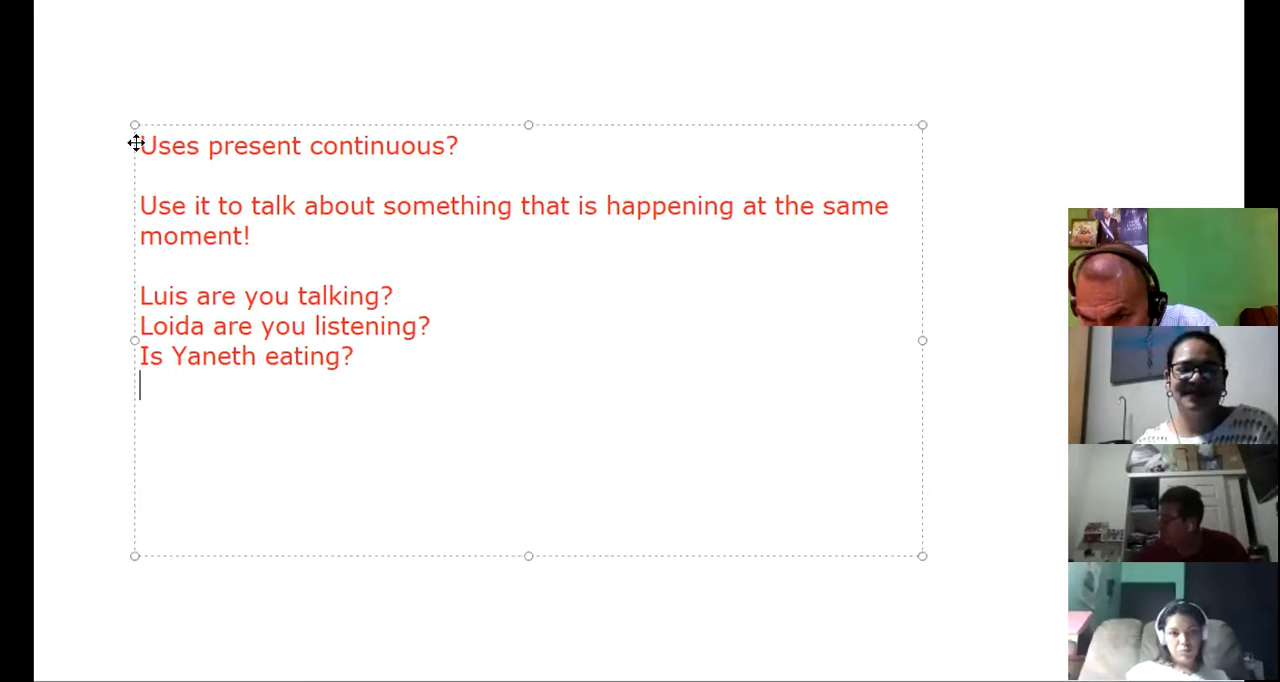 Uses present continuous?
Use it to talk about something that is happening at the same
moment!
Luis are you talking?
Loida are you listening?
Is Yaneth eating?